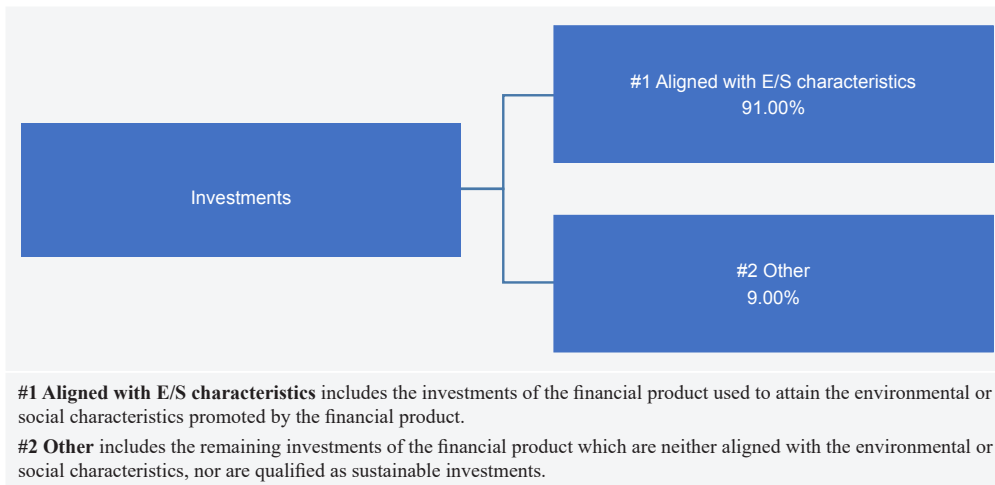 #1 Aligned with E/S characteristics
91.00%
Investments
#2 Other
9.00%
#1 Aligned with E/S characteristics includes the investments of the financial product used to attain the environmental or
social characteristics promoted by the financial product.
#2 Other includes the remaining investments of the financial product which are neither aligned with the environmental or
social characteristics, nor are qualified as sustainable investments.